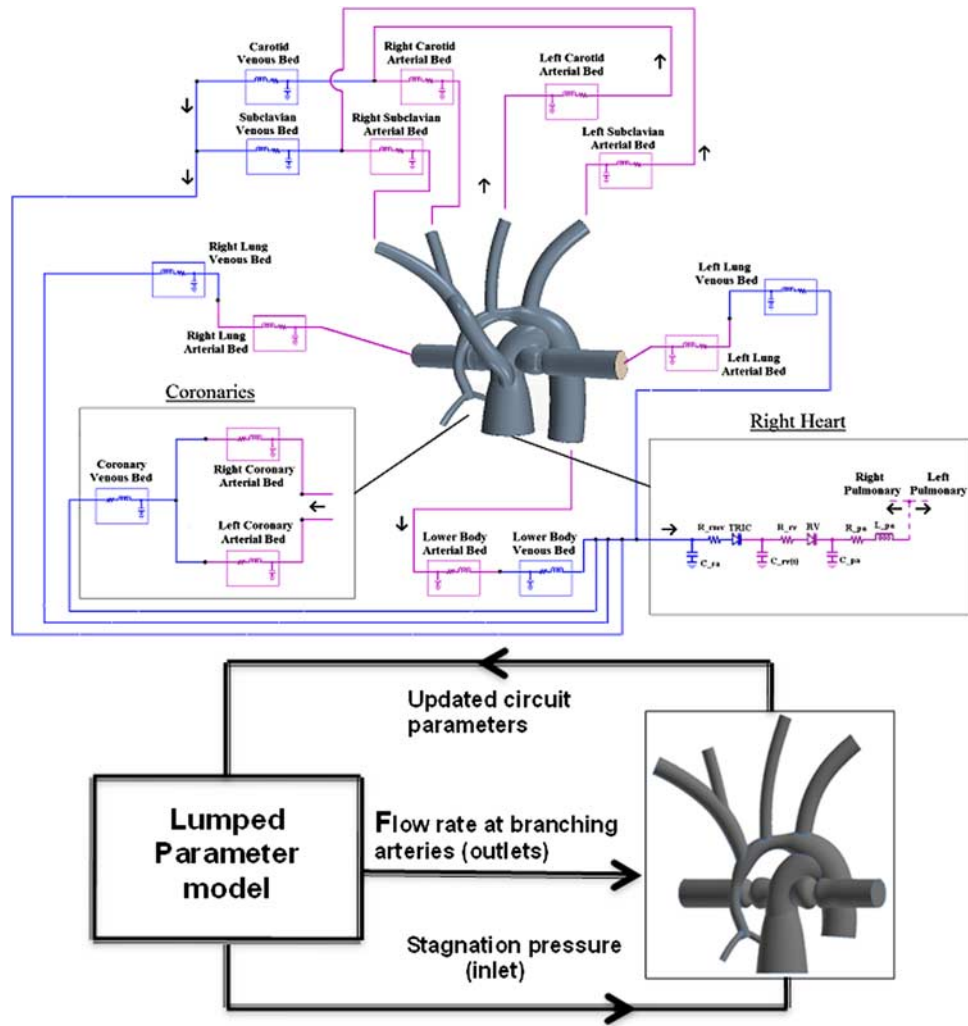 Carotid
Venous Bed
Right Carotid
Arterial Bed
Left Carotid
Arterial Bed
Subclavian
Venous Bed
Right Subclavian
Arterial Bed
Left Subclavian
Arterial Bed
Right Lung
Venous Bed
Left Lung
Venous Bed
Right Lung
Arterial Bed
Left Lung
Arterial Bed
Coronaries
Right Heart
Coronary
Venous Bed
Right Coronary
Arterial Bed
Left Coronary
Arterial Bed
Lower Body
Arterial Bed
Lower Body
Venous Bed
Right
Pulmonary
Left
Pulmonary
TRIC
R_rv
RV
R_pa
L_pa
C_ra
C_rv(t)
C_pa
Updated circuit
parameters
Lumped
Parameter
model
Flow rate at branching
arteries (outlets)
Stagnation pressure
(inlet)